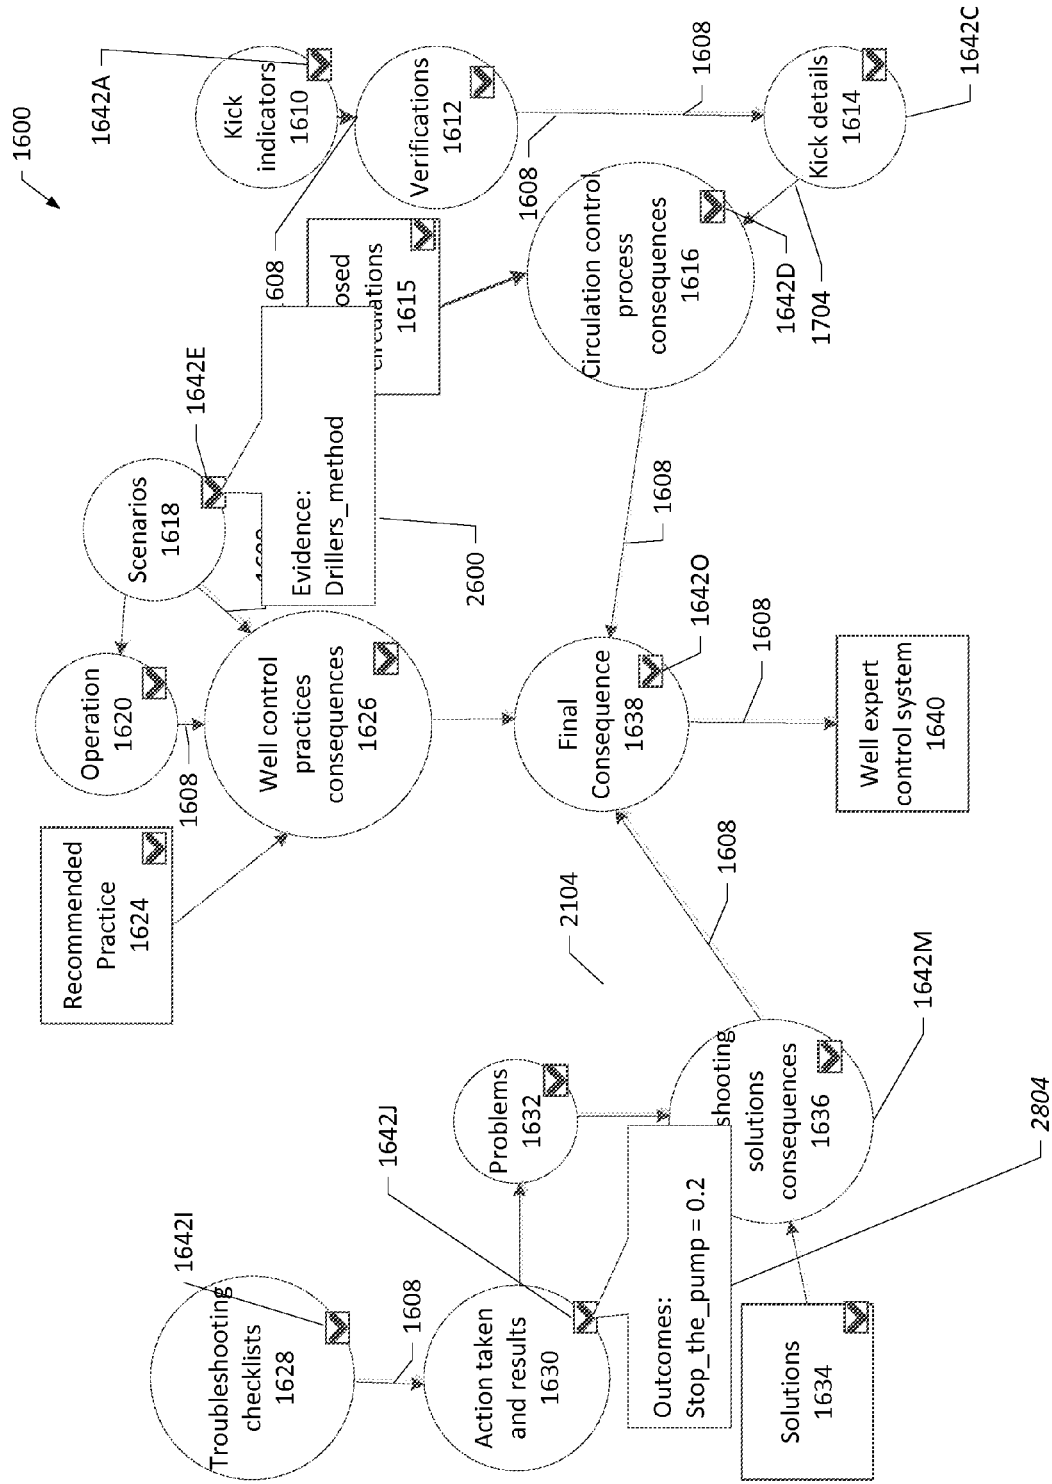 1600
1642A
Kick
indicators
1610
Verifications
1612
1608
1608
Kick details
1614
1642C
1704
608
osed
circulations
1615
Circulation control
process
consequences
1616
1642D
1642E
Scenarios
1618
Evidence:
Drillers_method
2600
1608
Operation
1620
1608
Well control
practices
consequences
1626
Recommended
Practice
1624
Final
Consequence
1638
1642O
1608
Well expert
control system
1640
2104
1608
Troubleshooting
checklists
1628
1642I
1608
1642J
Problems
1632
Action taken
and results
1630
Outcomes:
Stop_the_pump = 0.2
shooting
solutions
consequences
1636
1642M
2804
Solutions
1634